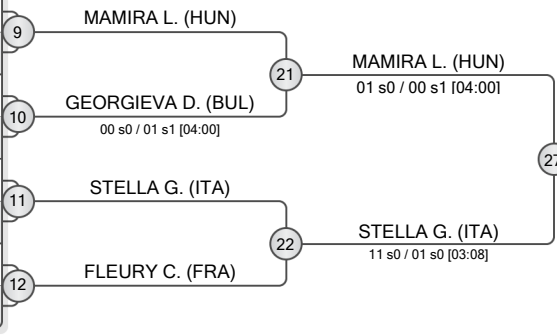 9
MAMIRA L. (HUN)
21
MAMIRA L. (HUN)
01 s0 / 00 s1 [04:00]
10
GEORGIEVA D. (BUL)
00 s0 / 01 s1 [04:00]
27
11
STELLA G. (ITA)
22
STELLA G. (ITA)
11 s0 / 01 s0 [03:08]
12
FLEURY C. (FRA)